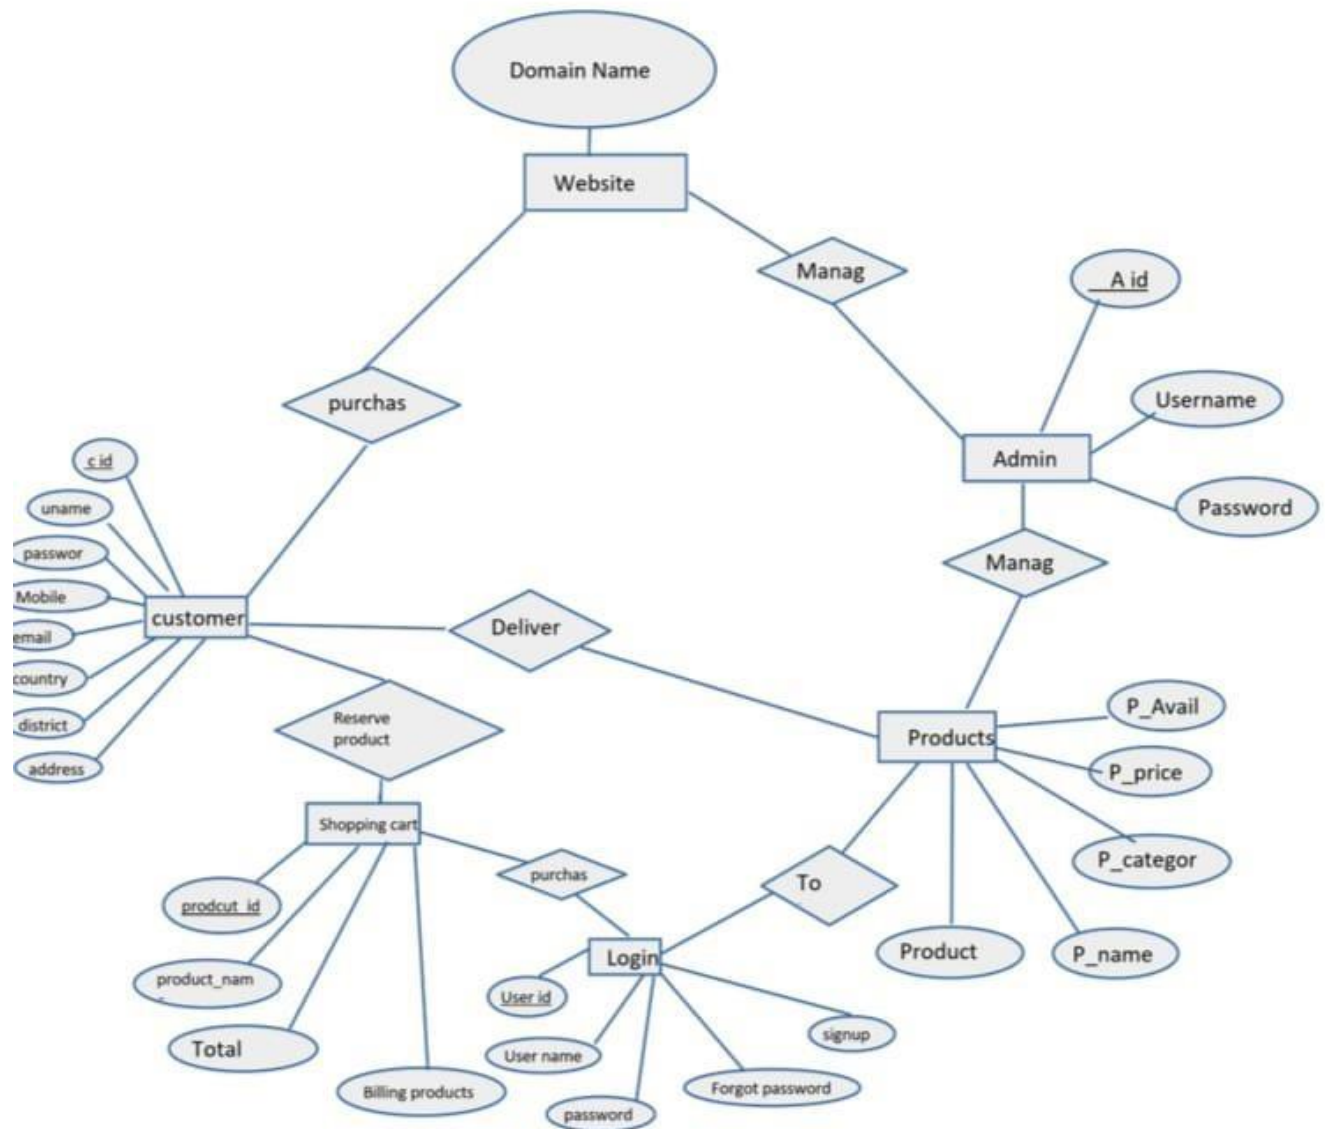 Domain Name
Website
Manag
A id
Username
Admin
Password
Manag
purchas
c id
uname
passwor
Mobile
email
country
district
address
customer
Deliver
Reserve
product
Products
P_Avail
P_price
P_categor
P_name
Product
To
Shopping cart
purchas
prodcut_id
product_nam
Total
Billing products
Login
User id
User name
password
Forgot password
signup